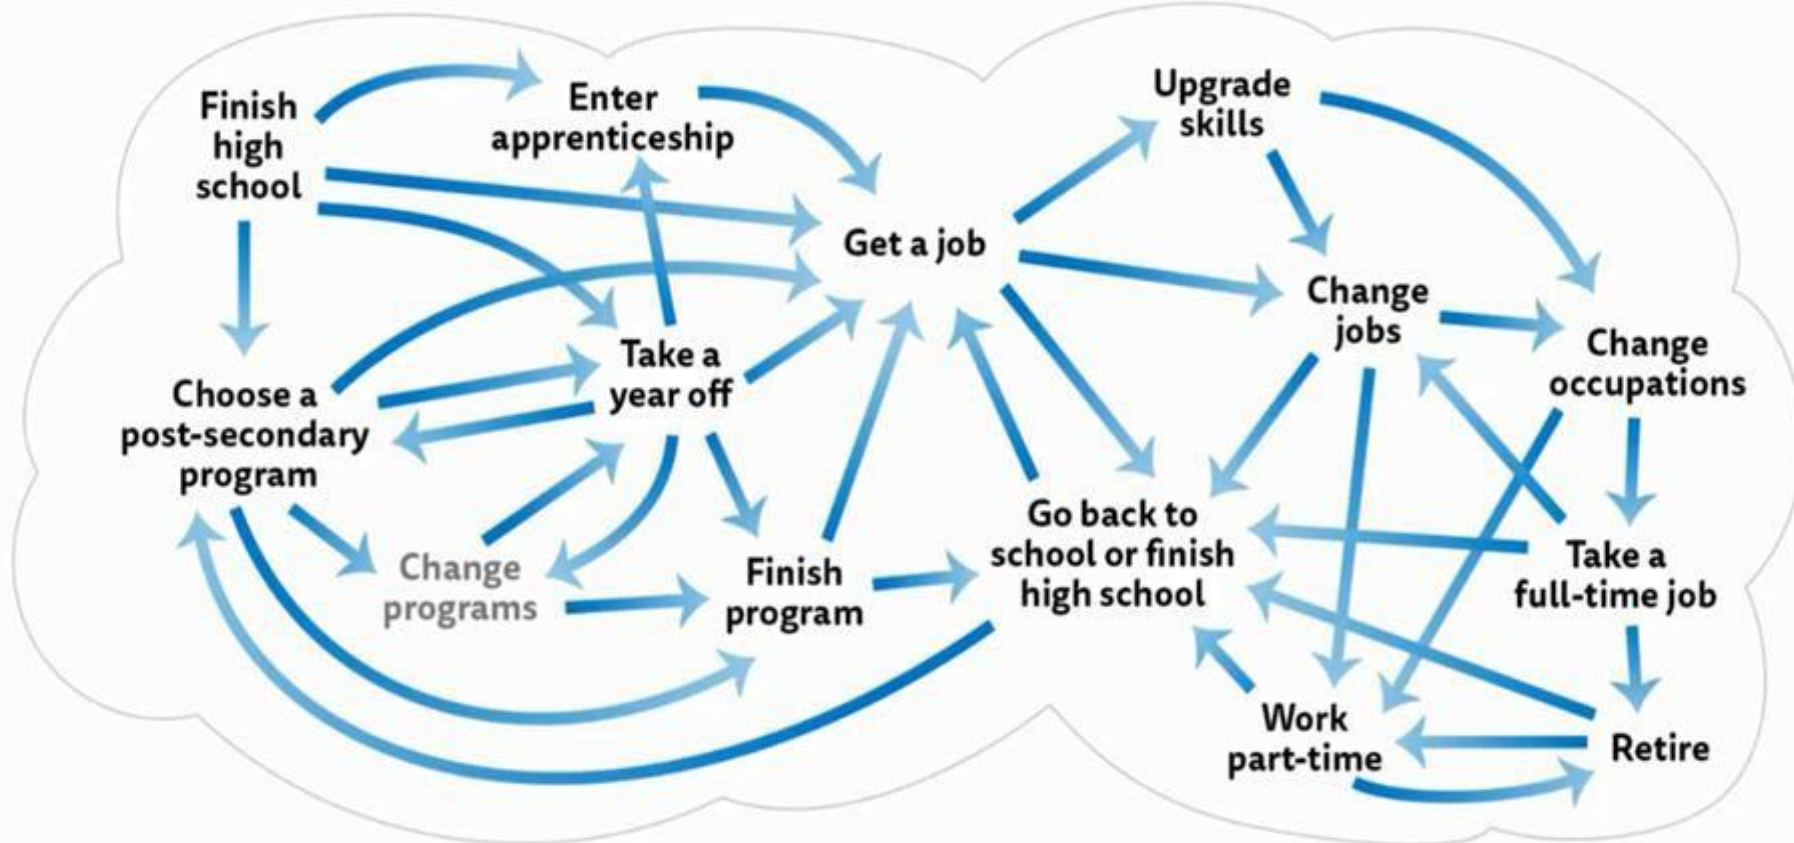 Finish
high
school
Enter
apprenticeship
Upgrade
skills
Get a job
Change
jobs
Change
occupations
Take a
year off
Choose a
post-secondary
program
Change
programs
Finish
program
Go back to
school or finish
high school
Take a
full-time job
Work
part-time
Retire